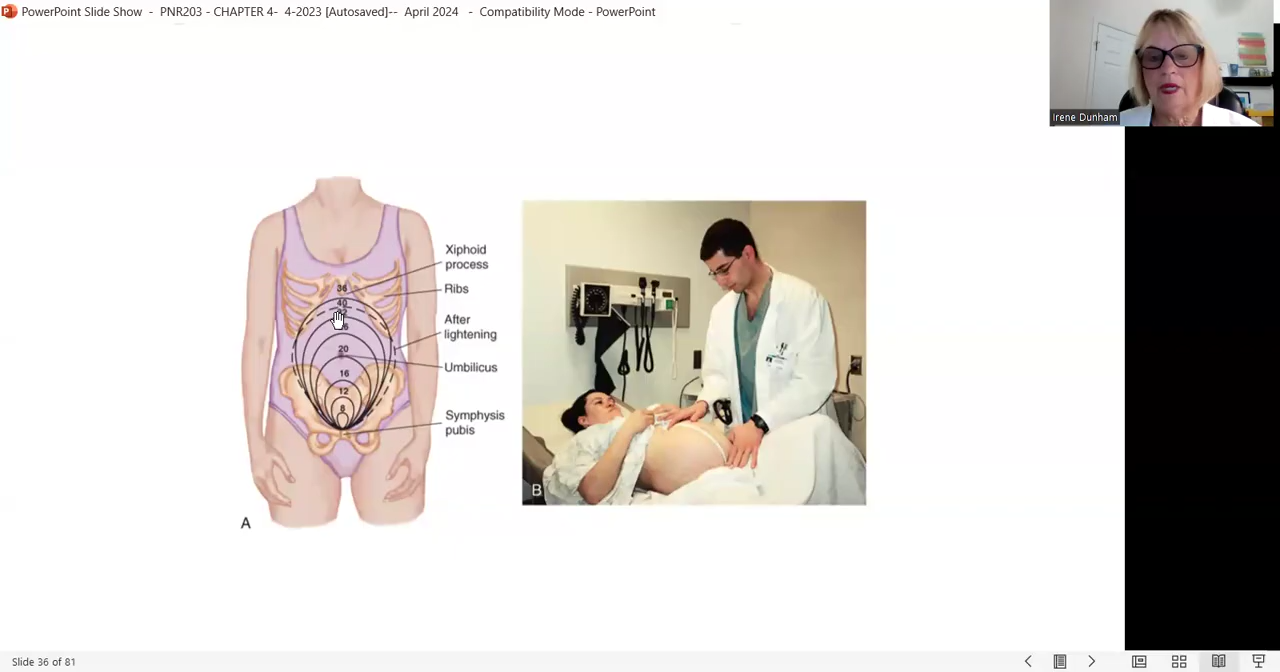 PowerPoint Slide Show - PNR203 - CHAPTER 4- 4-2023 [Autosaved]-- April 2024 - Compatibility Mode - PowerPoint
Irene Dunham
Xiphoid
process
Ribs
After
lightening
Umbilicus
Symphysis
pubis
36
40
20
16
12
8
A
B
Slide 36 of 81